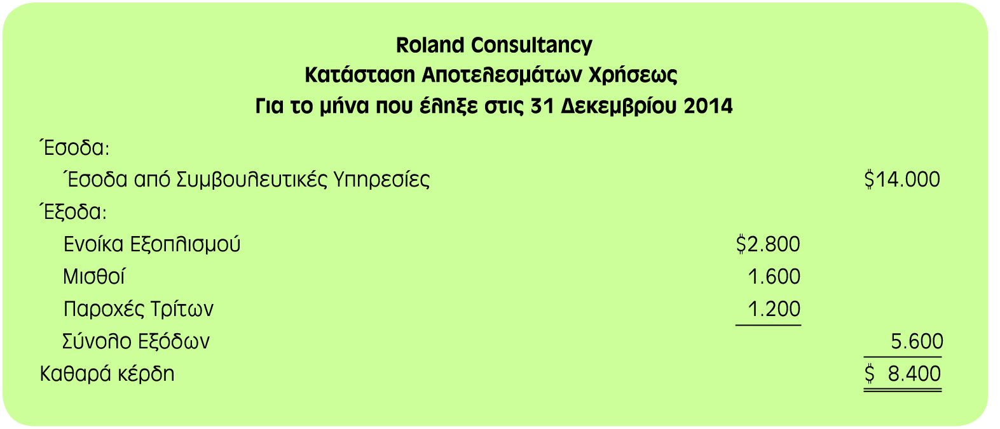 Roland Consultancy
Κατάσταση Αποτελεσμάτων Χρήσεως
Για το μήνα που έληξε στις 31 Δεκεμβρίου 2014
Έσοδα:
Έσοδα από Συμβουλευτικές Υπηρεσίες $14.000
Έξοδα:
Ενοίκα Εξοπλισμού $2.800
Μισθοί 1.600
Παροχές Τρίτων 1.200
Σύνολο Εξόδων 5.600
Καθαρά κέρδη $ 8.400